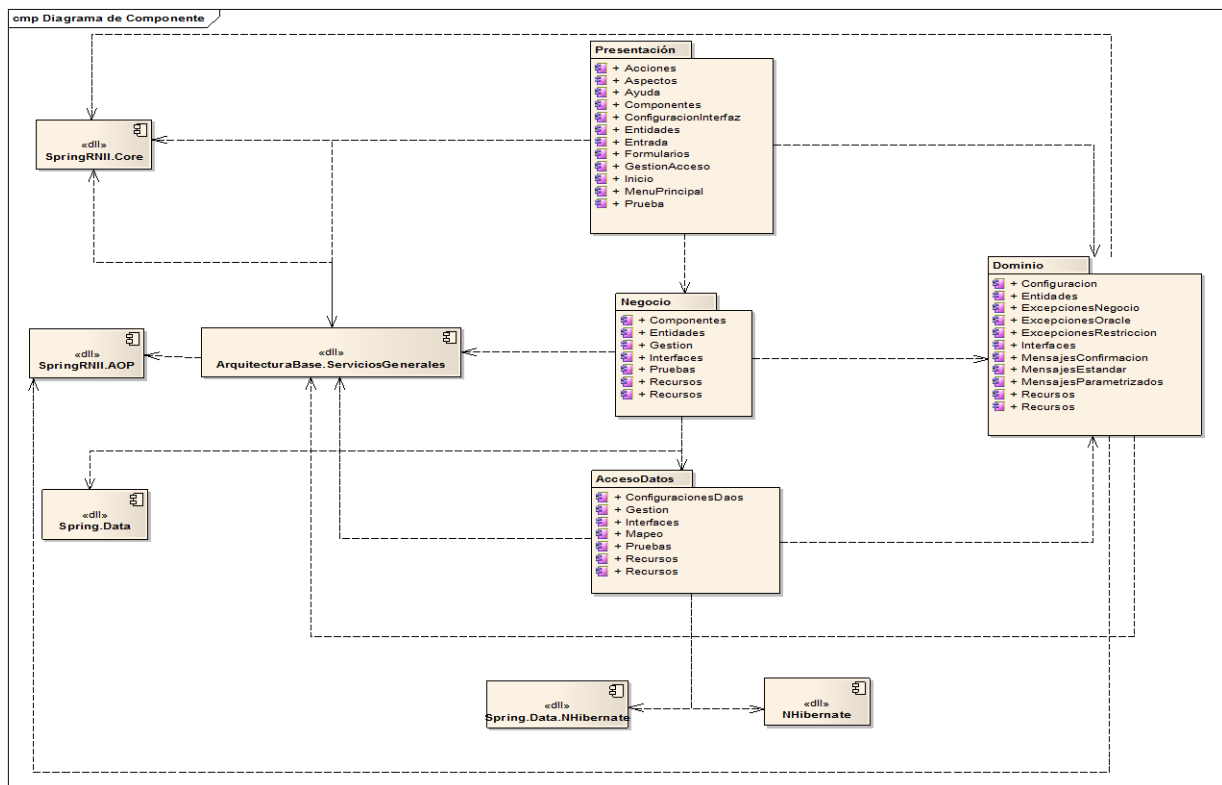 cmp Diagrama de Componente
Presentación
+ Acciones
+ Aspectos
+ Ayuda
+ Componentes
+ ConfiguracionInterfaz
+ Entidades
+ Entrada
+ Formularios
+ GestionAcceso
+ Inicio
+ MenuPrincipal
+ Prueba
«dll»
SpringRNII.Core
Dominio
+ Configuracion
+ Entidades
+ ExcepcionesNegocio
+ ExcepcionesOracle
+ ExcepcionesRestriccion
+ Interfaces
+ MensajesConfirmacion
+ MensajesEstandar
+ MensajesParametrizados
+ Recursos
+ Recursos
Negocio
+ Componentes
+ Entidades
+ Gestion
+ Interfaces
+ Pruebas
+ Recursos
+ Recursos
«dll»
SpringRNII.AOP
«dll»
ArquitecturaBase.ServiciosGenerales
AccesoDatos
+ ConfiguracionesDaos
+ Gestion
+ Interfaces
+ Mapeo
+ Pruebas
+ Recursos
+ Recursos
«dll»
Spring.Data
«dll»
Spring.Data.NHibernate
«dll»
NHibernate